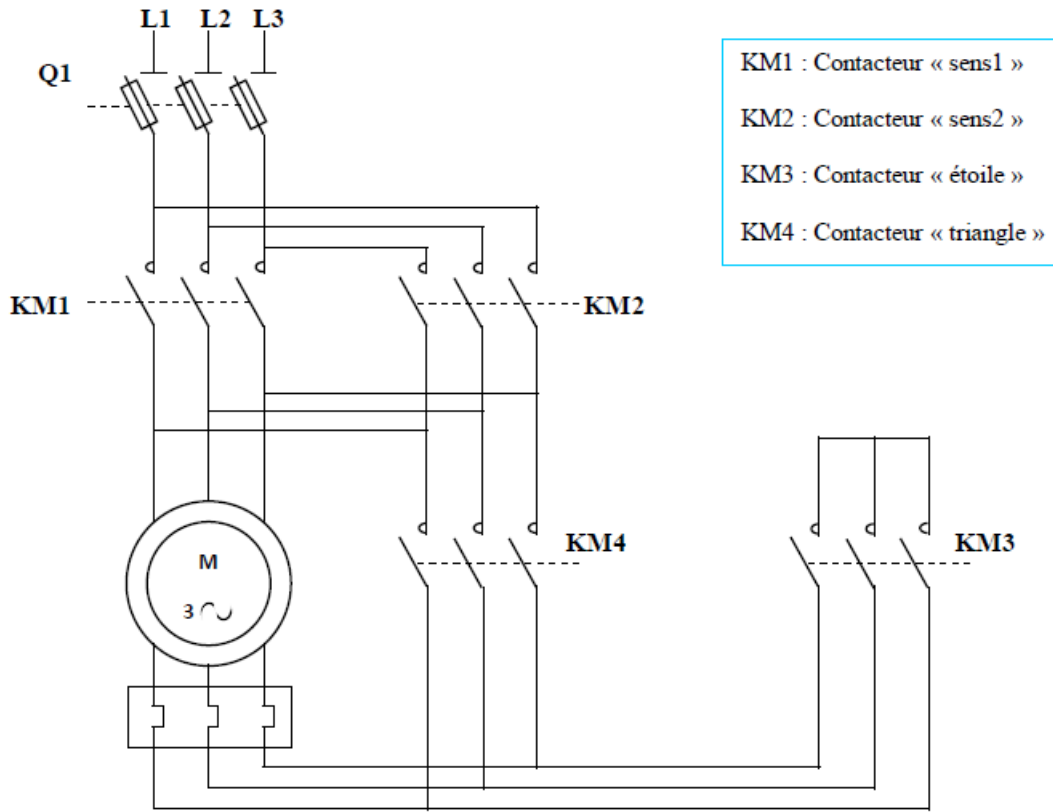 L1 L2 L3
Q1
KM1 : Contacteur « sens1 »
KM2 : Contacteur « sens2 »
KM3 : Contacteur « étoile »
KM4 : Contacteur « triangle »
KM1
KM2
KM4
KM3
M
3